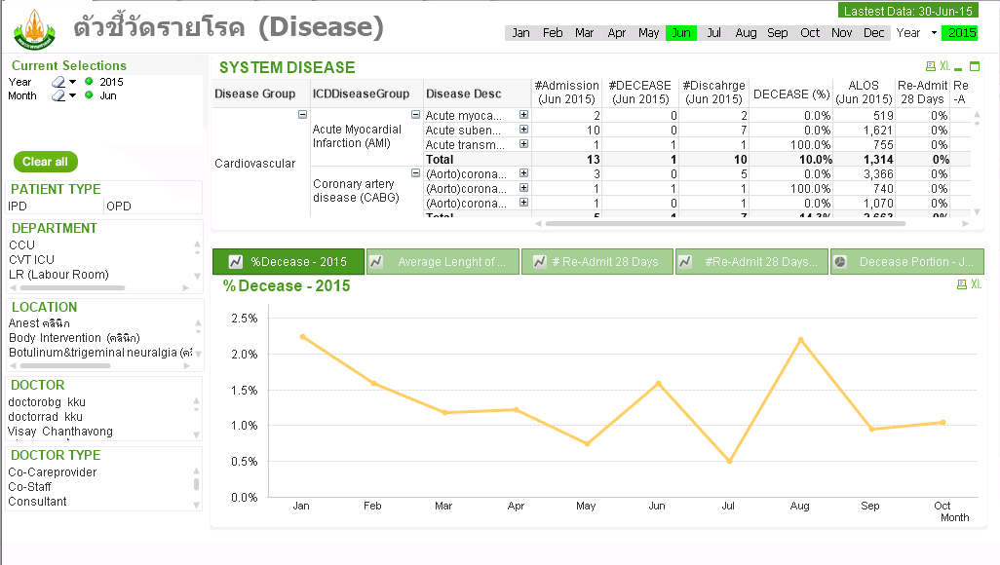 Lastest Data: 30-Jun-15
ตัวชี้วัดรายโรค (Disease)
Jan Feb Mar Apr May Jun Jul Aug Sep Oct Nov Dec Year 2015
Current Selections
Year 2015
Month Jun
Clear all
PATIENT TYPE
IPD OPD
DEPARTMENT
CCU
CVT ICU
LR (Labour Room)
LOCATION
Anest คลินิก
Body Intervention (คลินิก)
Botulinum&trigeminal neuralgia (คลิ
DOCTOR
doctorobg kku
doctorrad kku
Visay Chanthavong
DOCTOR TYPE
Co-Careprovider
Co-Staff
Consultant
SYSTEM DISEASE
XL
Disease Group ICDDiseaseGroup Disease Desc #Admission (Jun 2015) #DECEASE (Jun 2015) #Discahrge (Jun 2015) DECEASE (%) ALOS (Jun 2015) Re-Admit 28 Days Re -A
Cardiovascular
Acute Myocardial
Infarction (AMI)
Acute myoca... 2 0 2 0.0% 519 0%
Acute suben... 10 0 7 0.0% 1,621 0%
Acute transm... 1 1 1 100.0% 755 0%
Total 13 1 10 10.0% 1,314 0%
Coronary artery
disease (CABG)
(Aorto)corona... 3 0 5 0.0% 3,366 0%
(Aorto)corona... 1 1 1 100.0% 740 0%
(Aorto)corona... 1 0 1 0.0% 1,070 0%
Total 5 1 7 14.3% 2,663 0%
%Decease - 2015 Average Lenght of ... # Re-Admit 28 Days #Re-Admit 28 Days... Decease Portion - J...
% Decease - 2015
XL
2.5%
2.0%
1.5%
1.0%
0.5%
0.0%
Jan Feb Mar Apr May Jun Jul Aug Sep Oct
Month